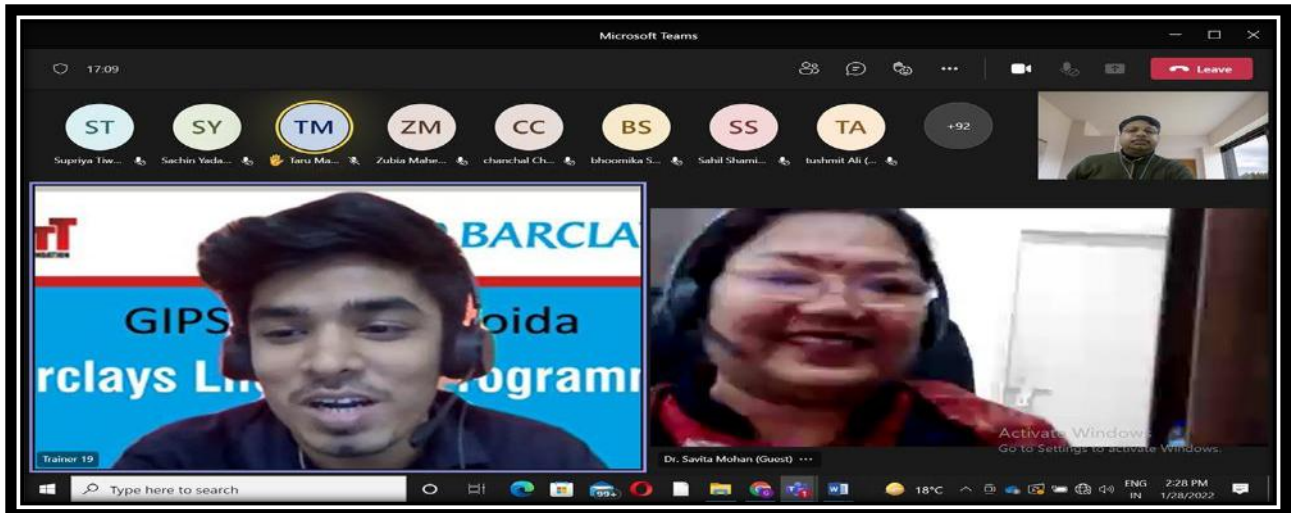 Microsoft Teams
17:09
Leave
ST
SY
TM
ZM
CC
BS
SS
TA
+92
Supriya Tiw...
Sachin Yada...
Taru Ma...
Zubia Mahe...
chanchal Ch...
bhoomika S...
Sahil Shami...
tushmit Ali (...
BARCLA
GIPS
oida
rclays
ogram
Trainer 19
Dr. Savita Mohan (Guest) ...
Activate Windows
Go to Settings to activate Windows.
Type here to search
99+
18°C
ENG
IN
2:28 PM
1/28/2022